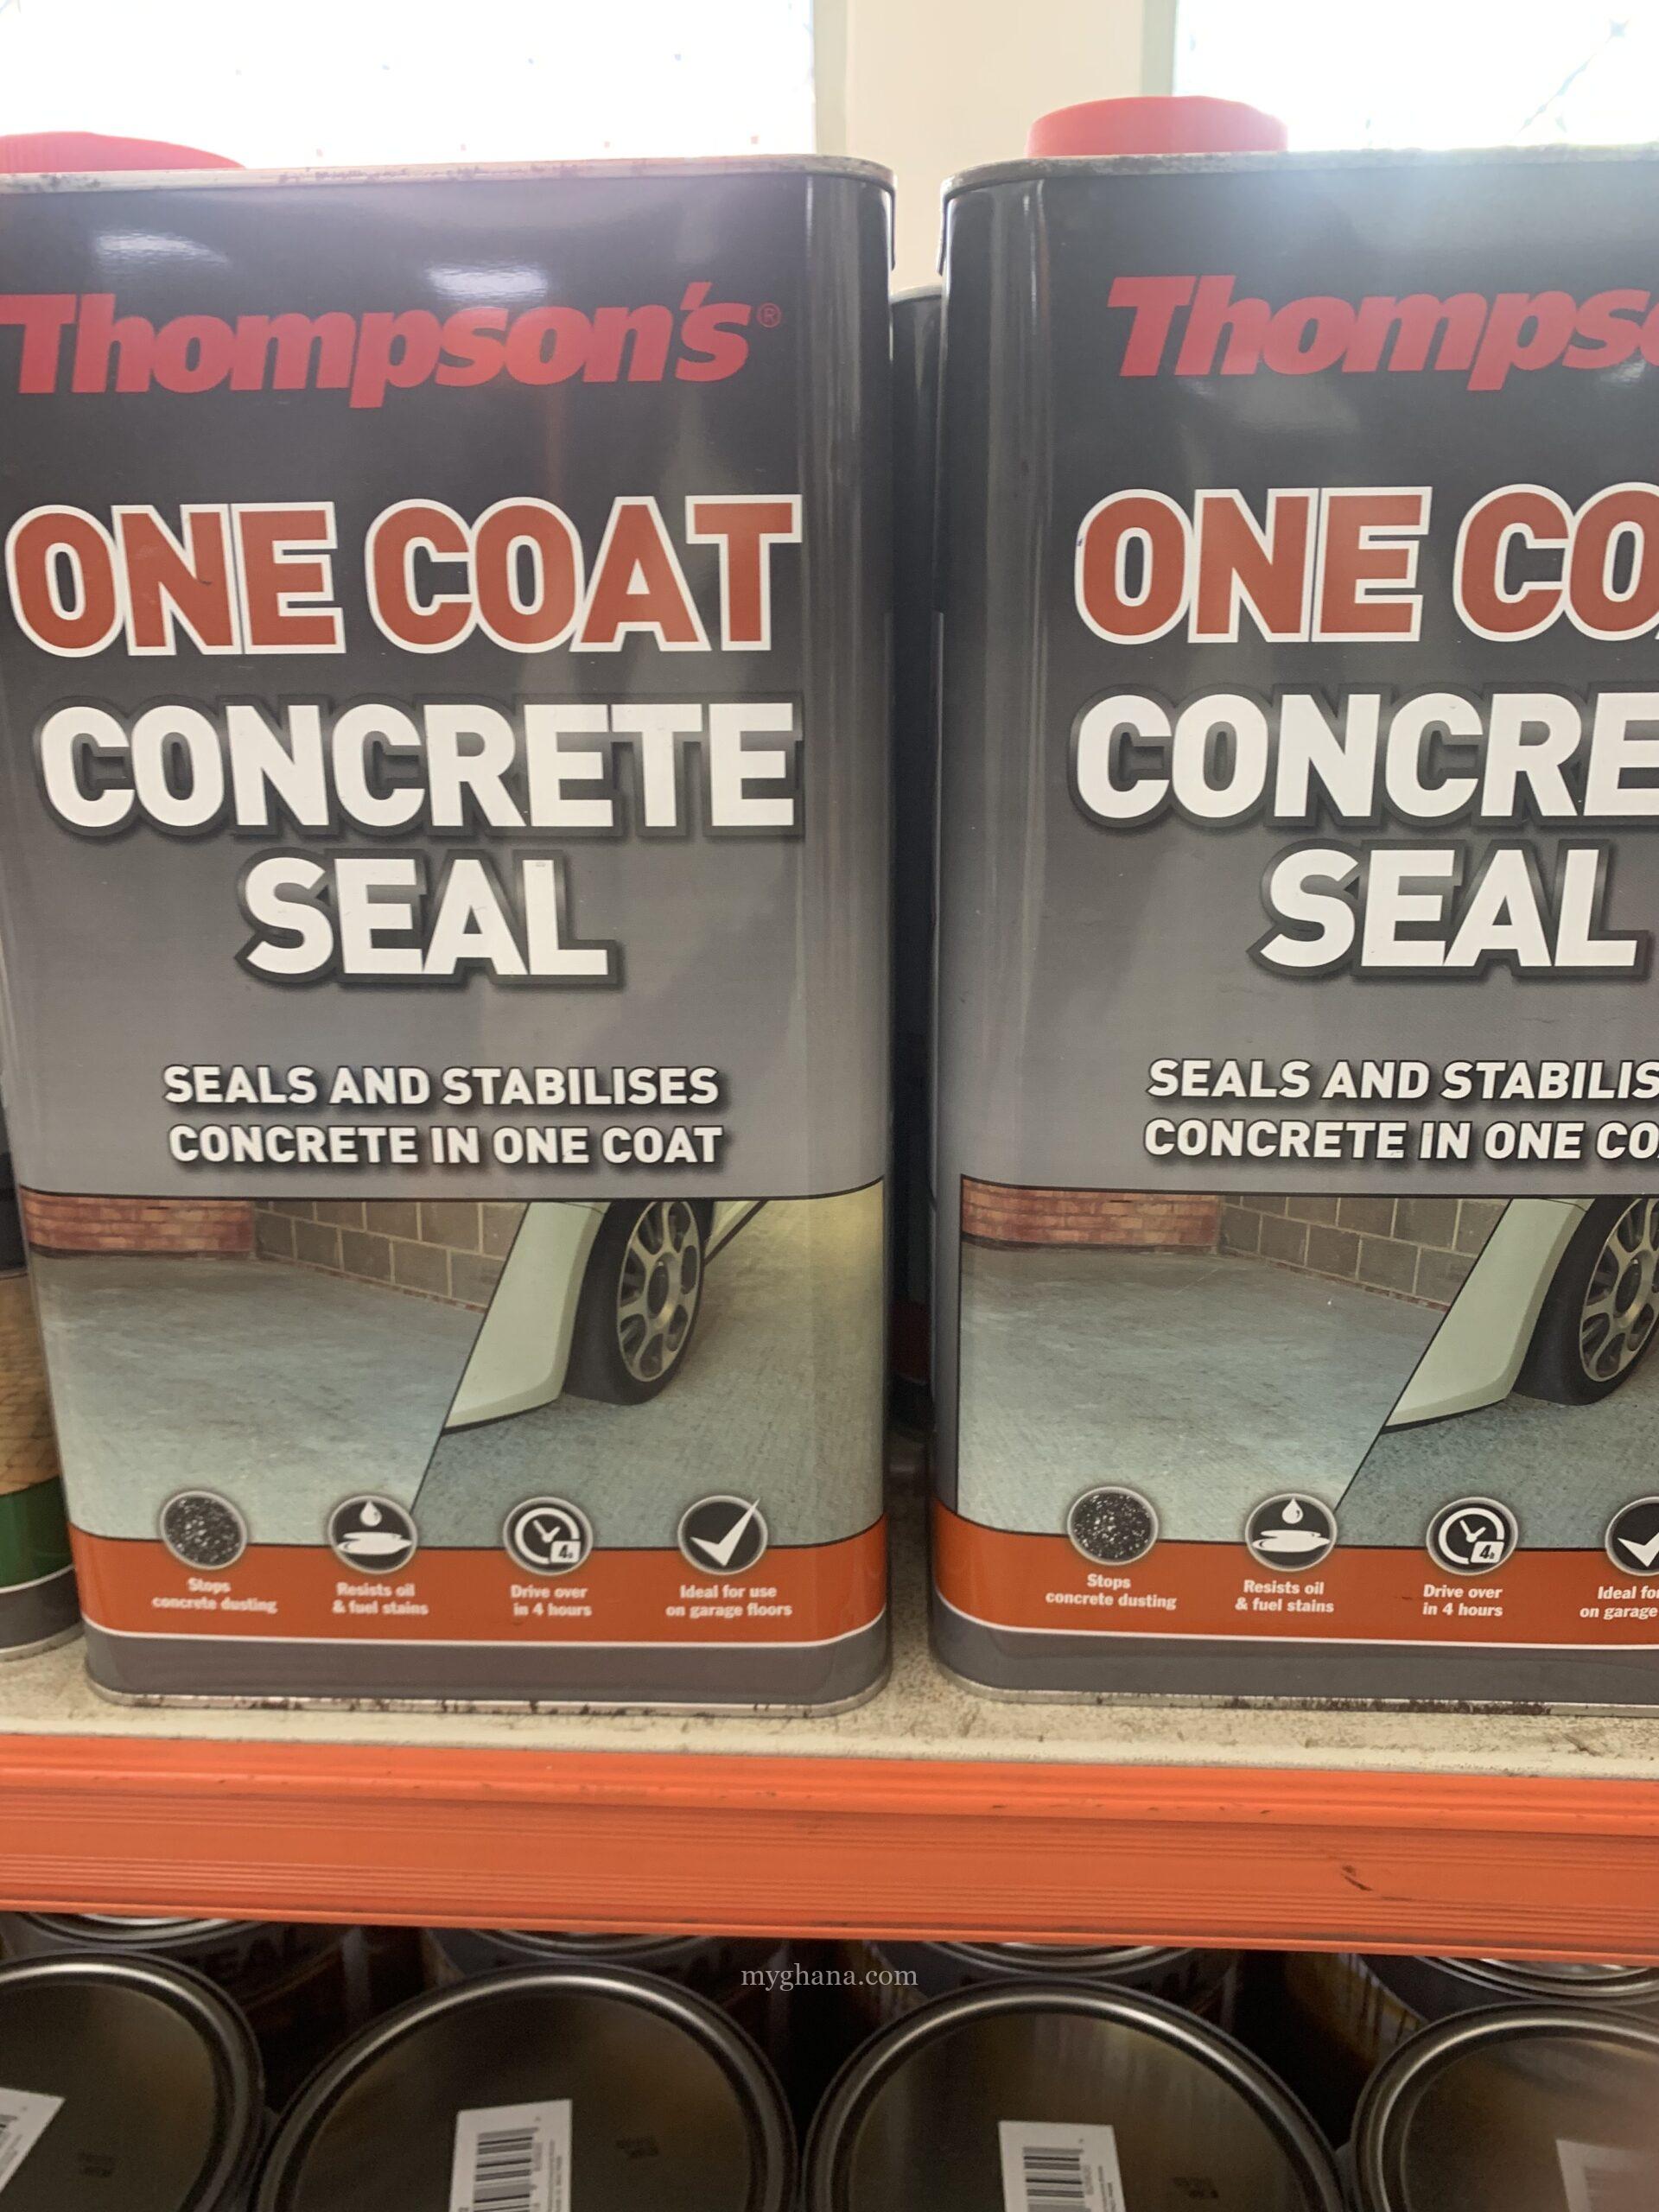 Thompson's®
ONE COAT
CONCRETE
SEAL
SEALS AND STABILISES
CONCRETE IN ONE COAT
Stops
concrete dusting
Resists oil
& fuel stains
4h
Drive over
in 4 hours
Ideal for use
on garage floors
Thompso
ONE CO
CONCRE
SEAL
SEALS AND STABILIS
CONCRETE IN ONE CO
Stops
concrete dusting
Resists oil
& fuel stains
4h
Drive over
in 4 hours
Ideal fo
on garage
myghana.com